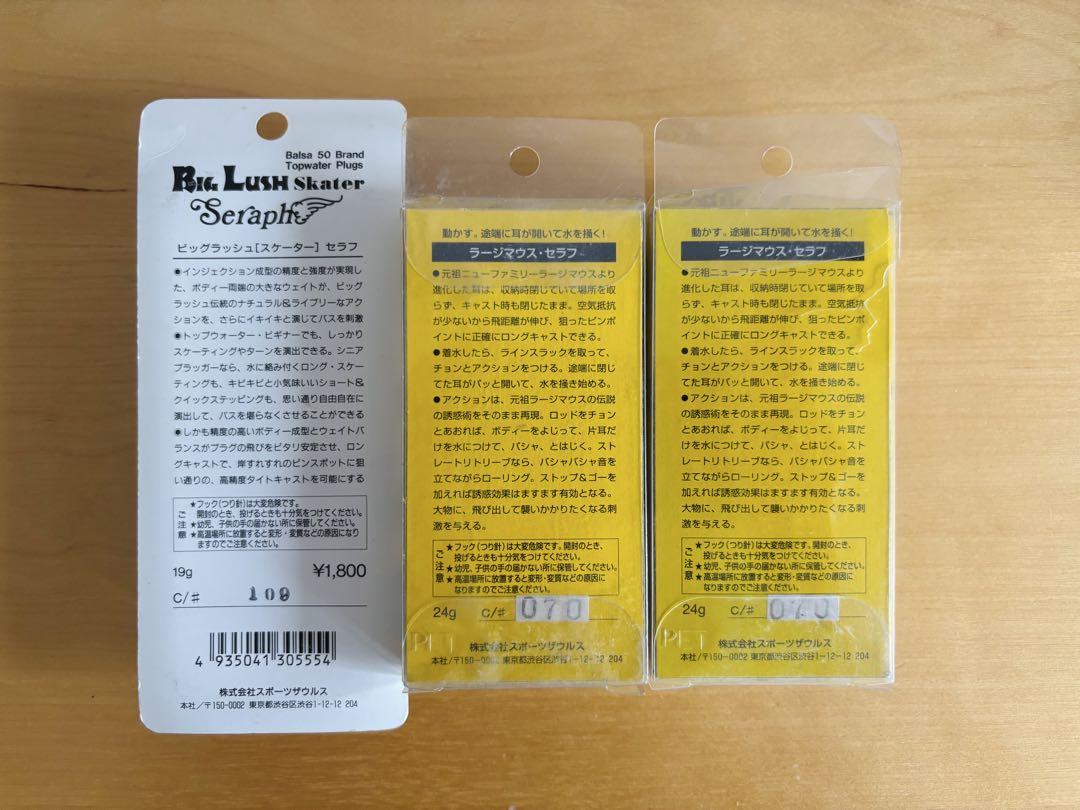 Balsa 50 Brand
Topwater Plugs
BIG LUSH Skater
Seraph
ビッグラッシュ[スケーター] セラフ
●インジェクション成型の精度と強度が実現し
た、ボディー両端の大きなウェイトが、ビッグ
ラッシュ伝統のナチュラル&ライブリーなアク
ションを、さらにイキイキと演じてバスを刺激
●トップウォーター・ビギナーでも、しっかり
スケーティングやターンを演出できる。シニア
プラッガーなら、水に絡み付くロング・スケー
ティングも、キビキビと小気味いいショート&
クイックステッピングも、思い通り自由自在に
演出して、バスを堪らなくさせることができる
●しかも精度の高いボディー成型とウェイトバ
ランスがプラグの飛びをピタリ安定させ、ロン
グキャストで、岸すれすれのピンスポットに狙
い通りの、高精度タイトキャストを可能にする
ご注意
★フック(つり針)は大変危険です。
開封のとき、投げるときも十分気をつけてください。
★幼児、子供の手の届かない所に保管してください。
★高温場所に放置すると変形・変質などの原因になり
ますのでご注意ください。
19g ¥1,800
C/# 109
4 935041 305554
株式会社スポーツザウルス
本社/〒150-0002 東京都渋谷区渋谷1-12-12 204
動かす。途端に耳が開いて水を掻く!
ラージマウス・セラフ
●元祖ニューファミリーラージマウスより
進化した耳は、収納時閉じていて場所を取
らず、キャスト時も閉じたまま。空気抵抗
が少ないから飛距離が伸び、狙ったピンポ
イントに正確にロングキャストできる。
●着水したら、ラインスラックを取って、
チョンとアクションをつける。途端に閉じ
てた耳がパッと開いて、水を掻き始める。
●アクションは、元祖ラージマウスの伝説
の誘惑術をそのまま再現。ロッドをチョン
とあおれば、ボディーをよじって、片耳だ
けを水につけて、バシャ、とはじく。スト
レートリトリーブなら、バシャバシャ音を
立てながらローリング。ストップ&ゴーを
加えれば誘惑効果はますます有効となる。
大物に、飛び出して襲いかかりたくなる刺
激を与える。
ご注意
★フック(つり針)は大変危険です。開封のとき、
投げるときも十分気をつけてください。
★幼児、子供の手の届かない所に保管してください。
★高温場所に放置すると変形・変質などの原因に
なりますのでご注意ください。
24g C/# 070
PET
株式会社スポーツザウルス
本社/〒150-0002 東京都渋谷区渋谷1-12-12 204
動かす。途端に耳が開いて水を掻く!
ラージマウス・セラフ
●元祖ニューファミリーラージマウスより
進化した耳は、収納時閉じていて場所を取
らず、キャスト時も閉じたまま。空気抵抗
が少ないから飛距離が伸び、狙ったピンポ
イントに正確にロングキャストできる。
●着水したら、ラインスラックを取って、
チョンとアクションをつける。途端に閉じ
てた耳がパッと開いて、水を掻き始める。
●アクションは、元祖ラージマウスの伝説
の誘惑術をそのまま再現。ロッドをチョン
とあおれば、ボディーをよじって、片耳だ
けを水につけて、バシャ、とはじく。スト
レートリトリーブなら、バシャバシャ音を
立てながらローリング。ストップ&ゴーを
加えれば誘惑効果はますます有効となる。
大物に、飛び出して襲いかかりたくなる刺
激を与える。
ご注意
★フック(つり針)は大変危険です。開封のとき、
投げるときも十分気をつけてください。
★幼児、子供の手の届かない所に保管してください。
★高温場所に放置すると変形・変質などの原因に
なりますのでご注意ください。
24g C/# 070
PET
株式会社スポーツザウルス
本社/〒150-0002 東京都渋谷区渋谷1-12-12 204